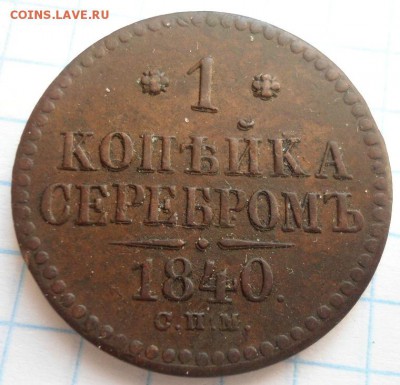 COINS.LAVE.RU
1
КОПѢЙКА
СЕРЕБРОМЪ
1840.
С.П.М.